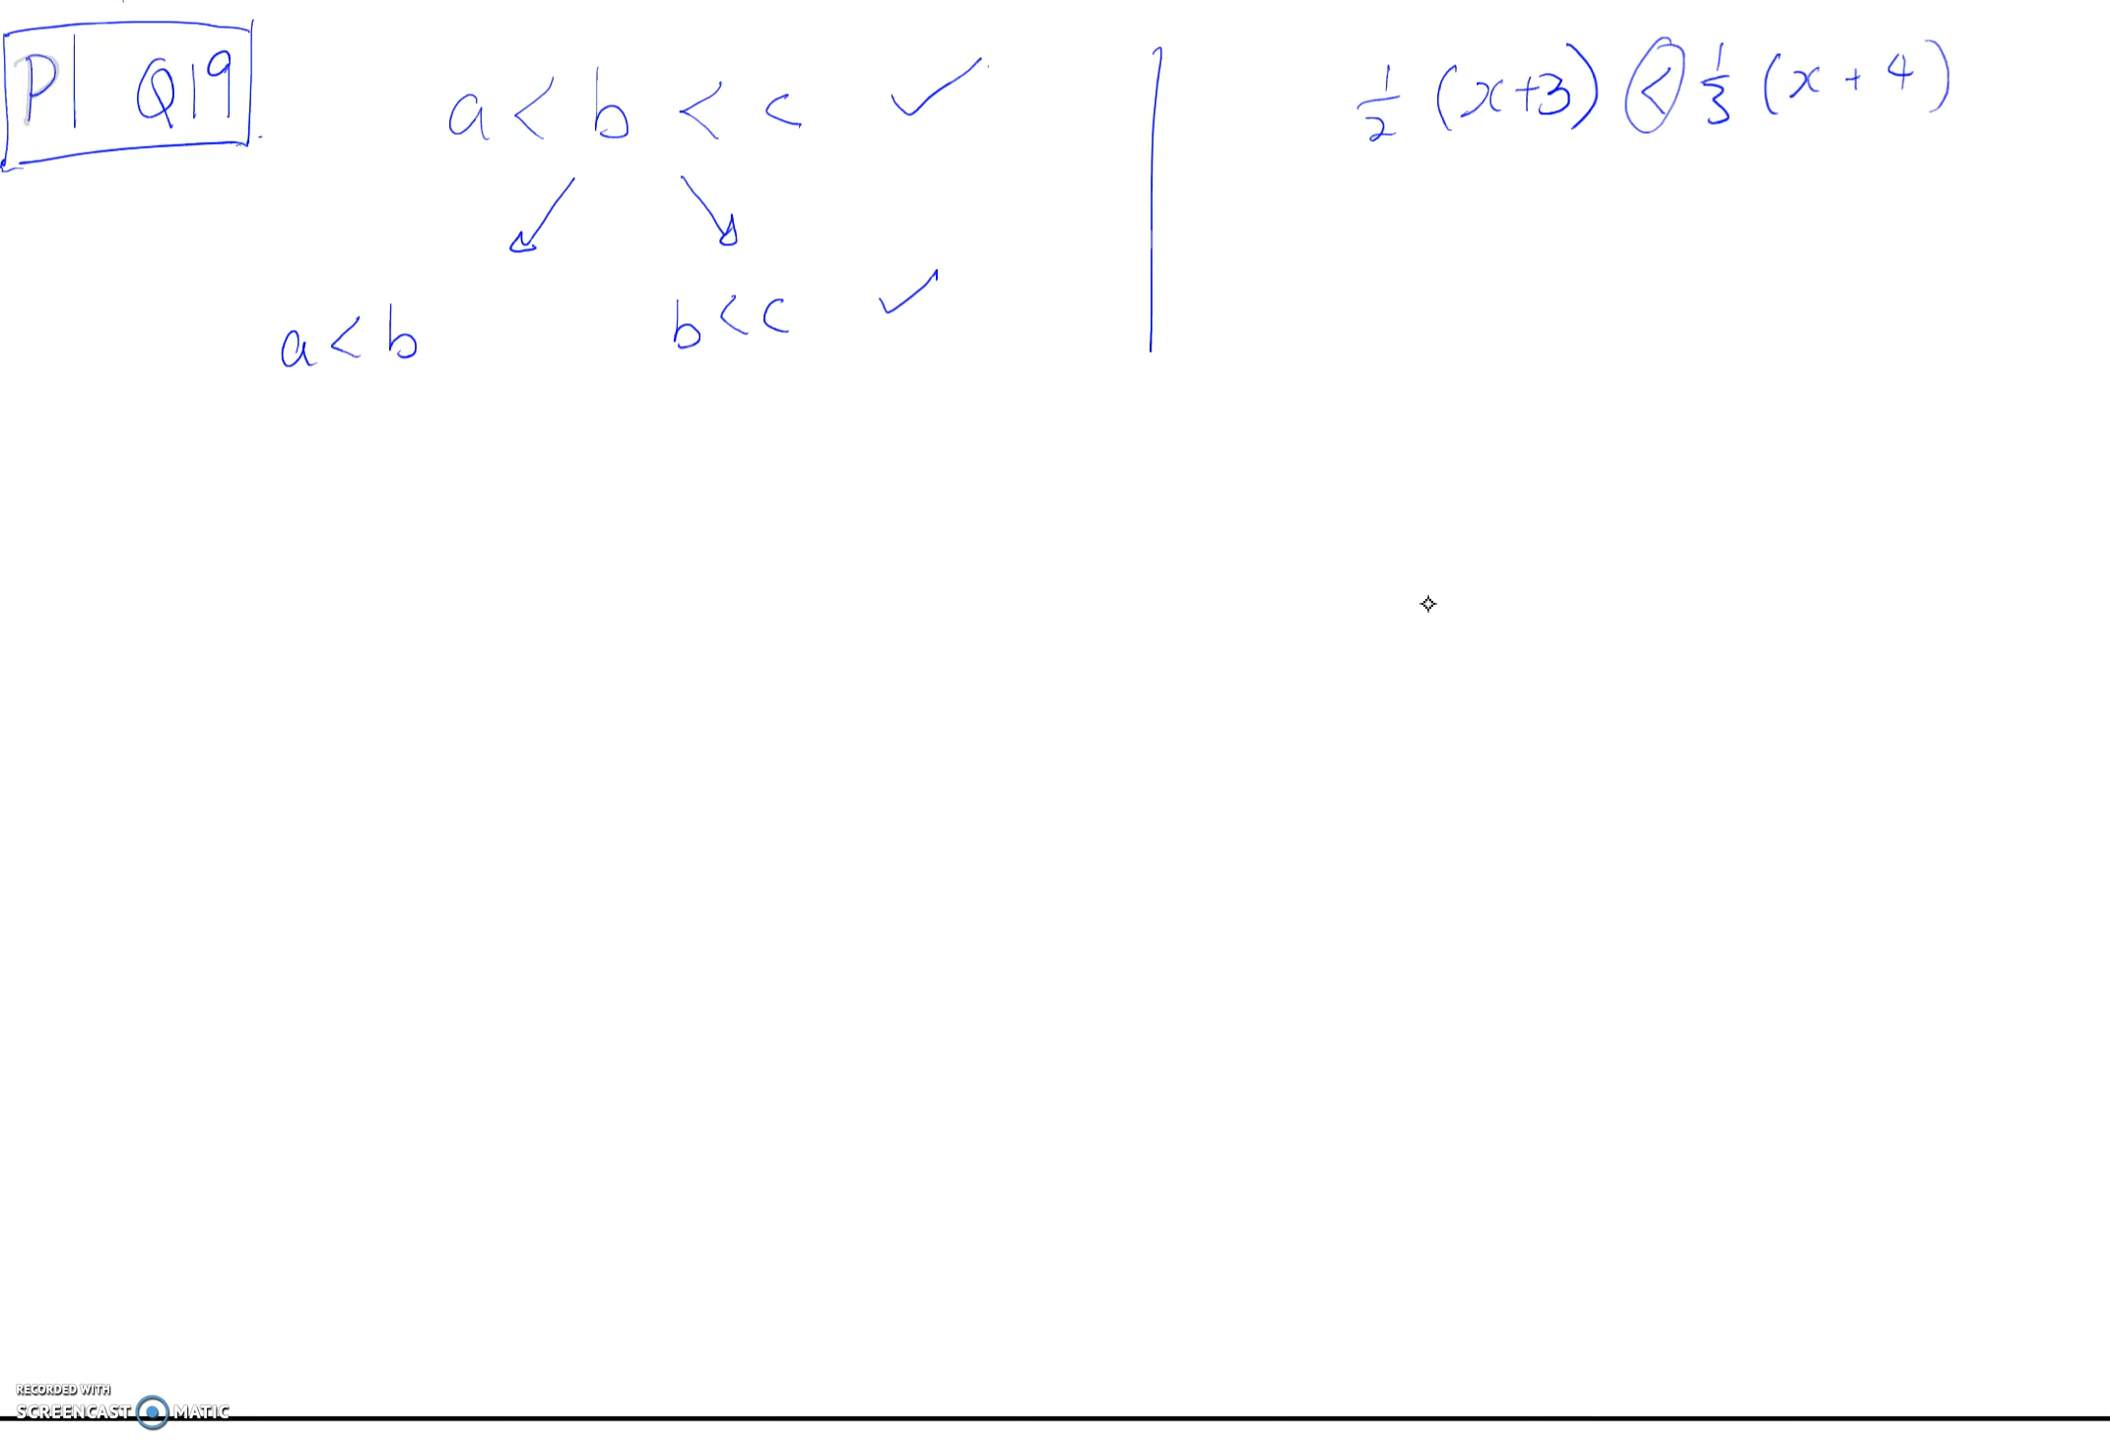 P1 Q19
a < b < c ✓
a < b b < c ✓
1/2 (x+3) < 1/3 (x + 4)
RECORDED WITH
SCREENCAST MATIC